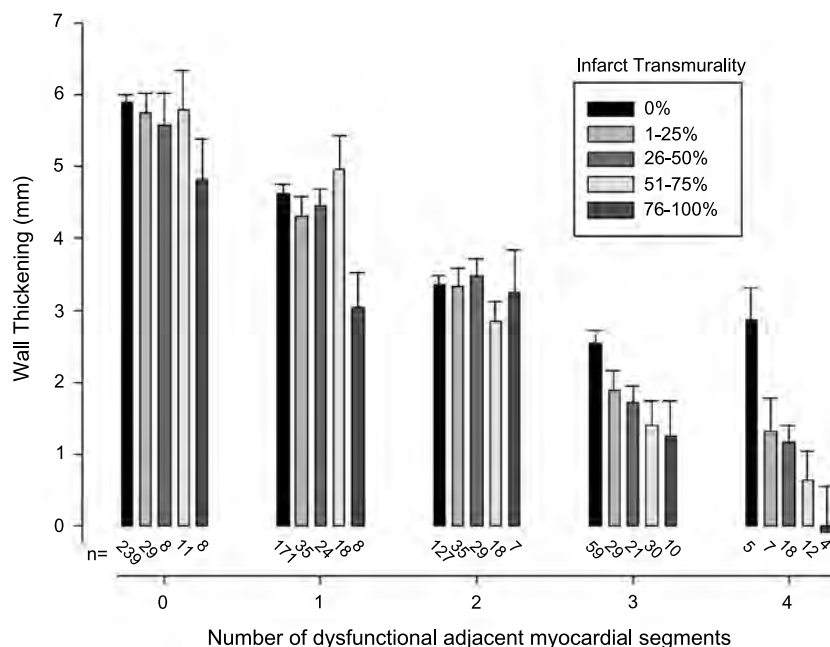 7
6
5
4
3
2
1
0
Wall Thickening (mm)
Infarct Transmurality
0%
1-25%
26-50%
51-75%
76-100%
n= 239 29 8 11 8 171 35 24 18 8 127 35 29 18 7 59 29 21 30 10 5 7 18 12 4
0 1 2 3 4
Number of dysfunctional adjacent myocardial segments